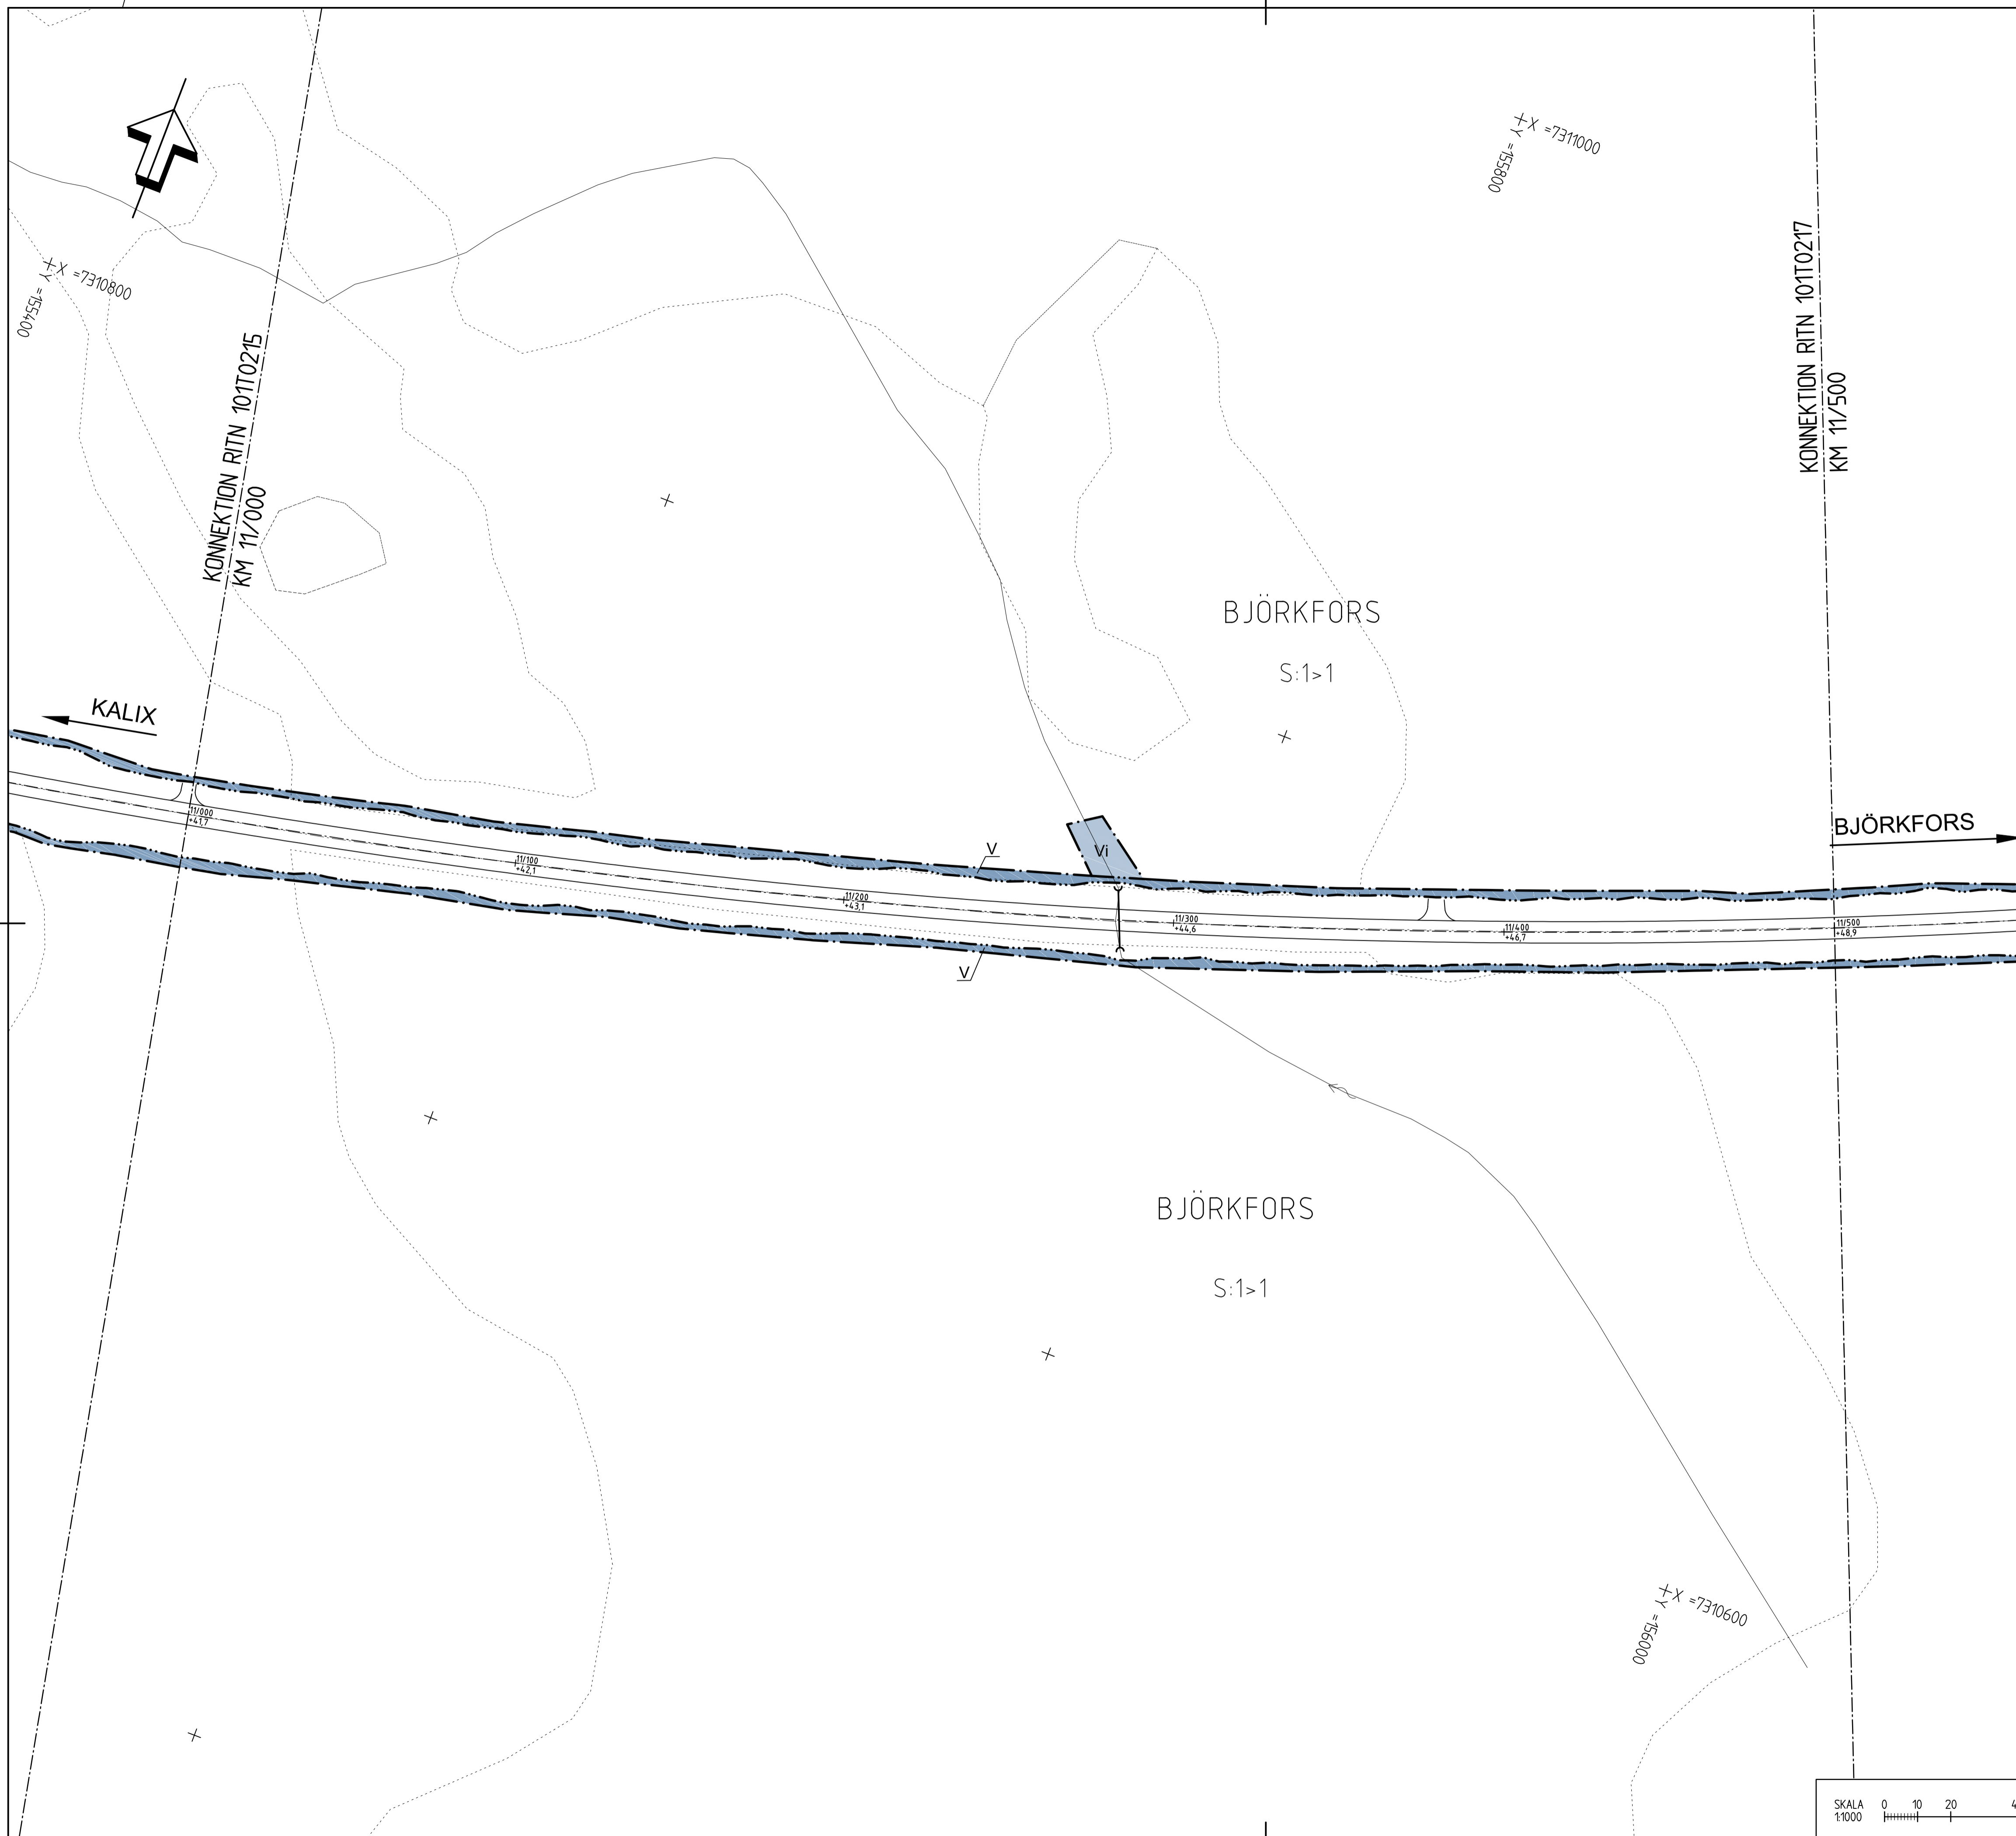 X =7311000
Y =155800
X =7310800
Y =155400
KONNEKTION RITN 101T0215
KM 11/000
KONNEKTION RITN 101T0217
KM 11/500
BJÖRKFORS
S:1>1
KALIX
BJÖRKFORS
11/000
+41,7
11/100
+42,1
11/200
+43,1
11/300
+44,6
11/400
+46,7
11/500
+48,9
V
Vi
V
BJÖRKFORS
S:1>1
X =7310600
Y =156000
SKALA 0 10 20
1:1000